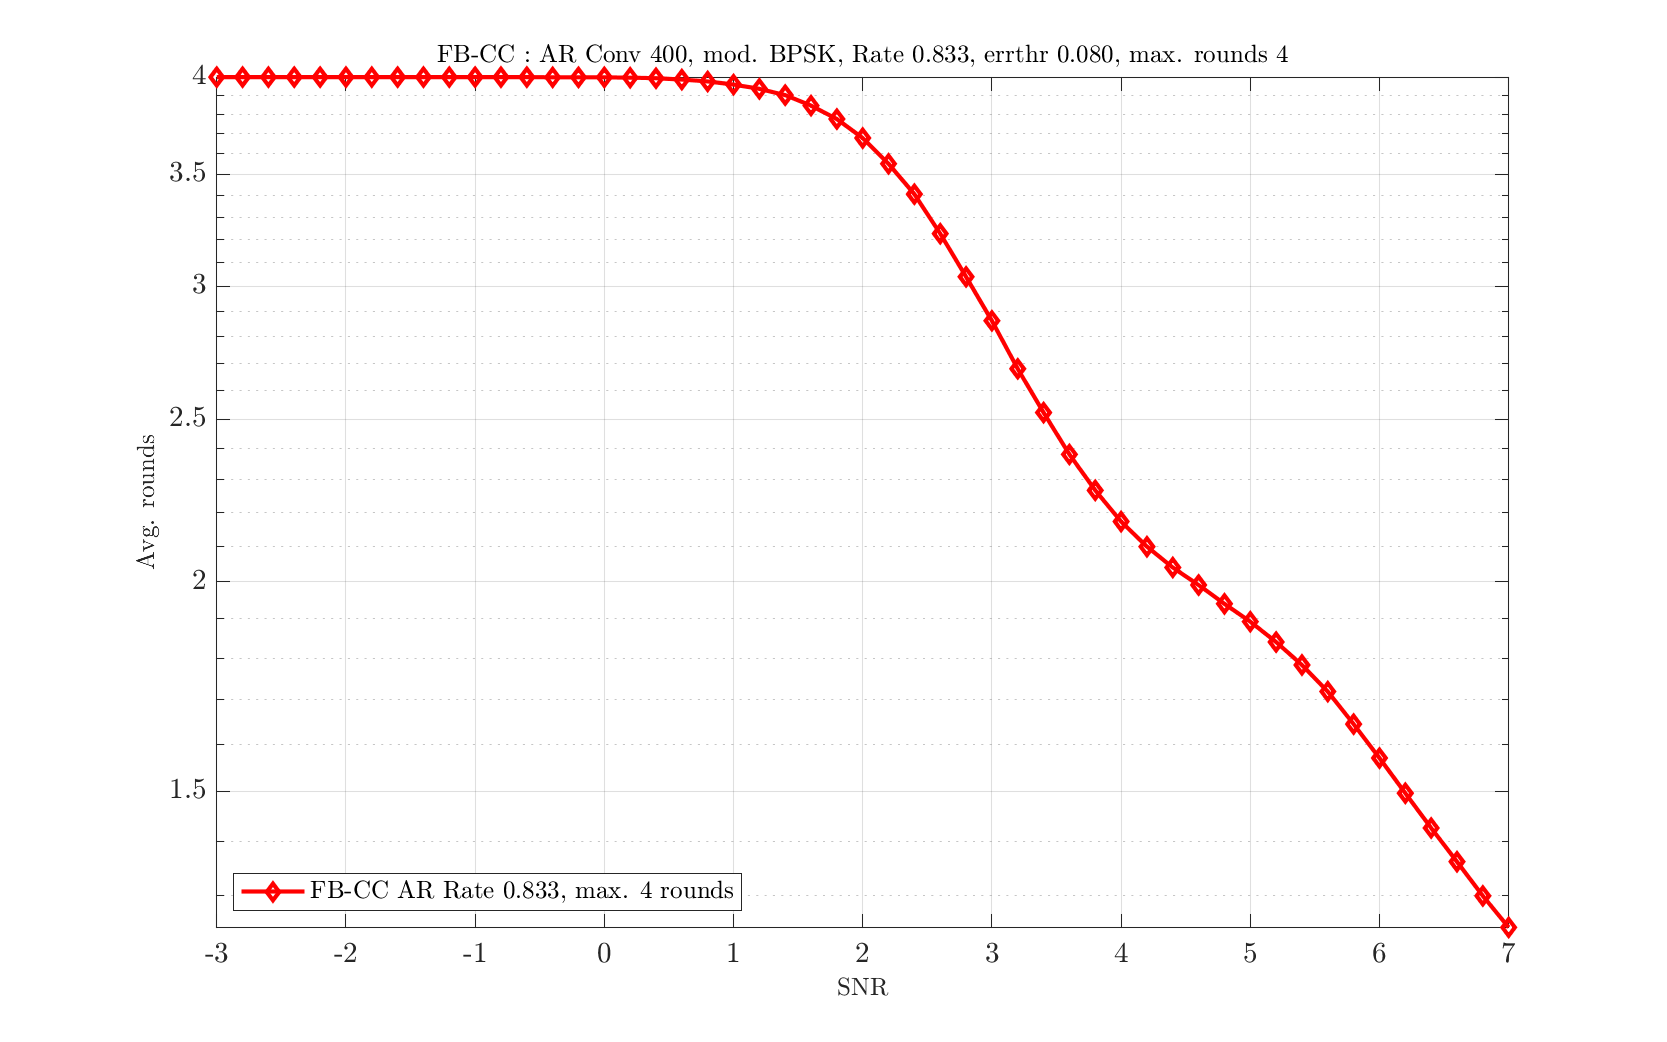 FB-CC : AR Conv 400, mod. BPSK, Rate 0.833, errthr 0.080, max. rounds 4
4
3.5
3
2.5
2
1.5
Avg. rounds
FB-CC AR Rate 0.833, max. 4 rounds
-3 -2 -1 0 1 2 3 4 5 6 7
SNR